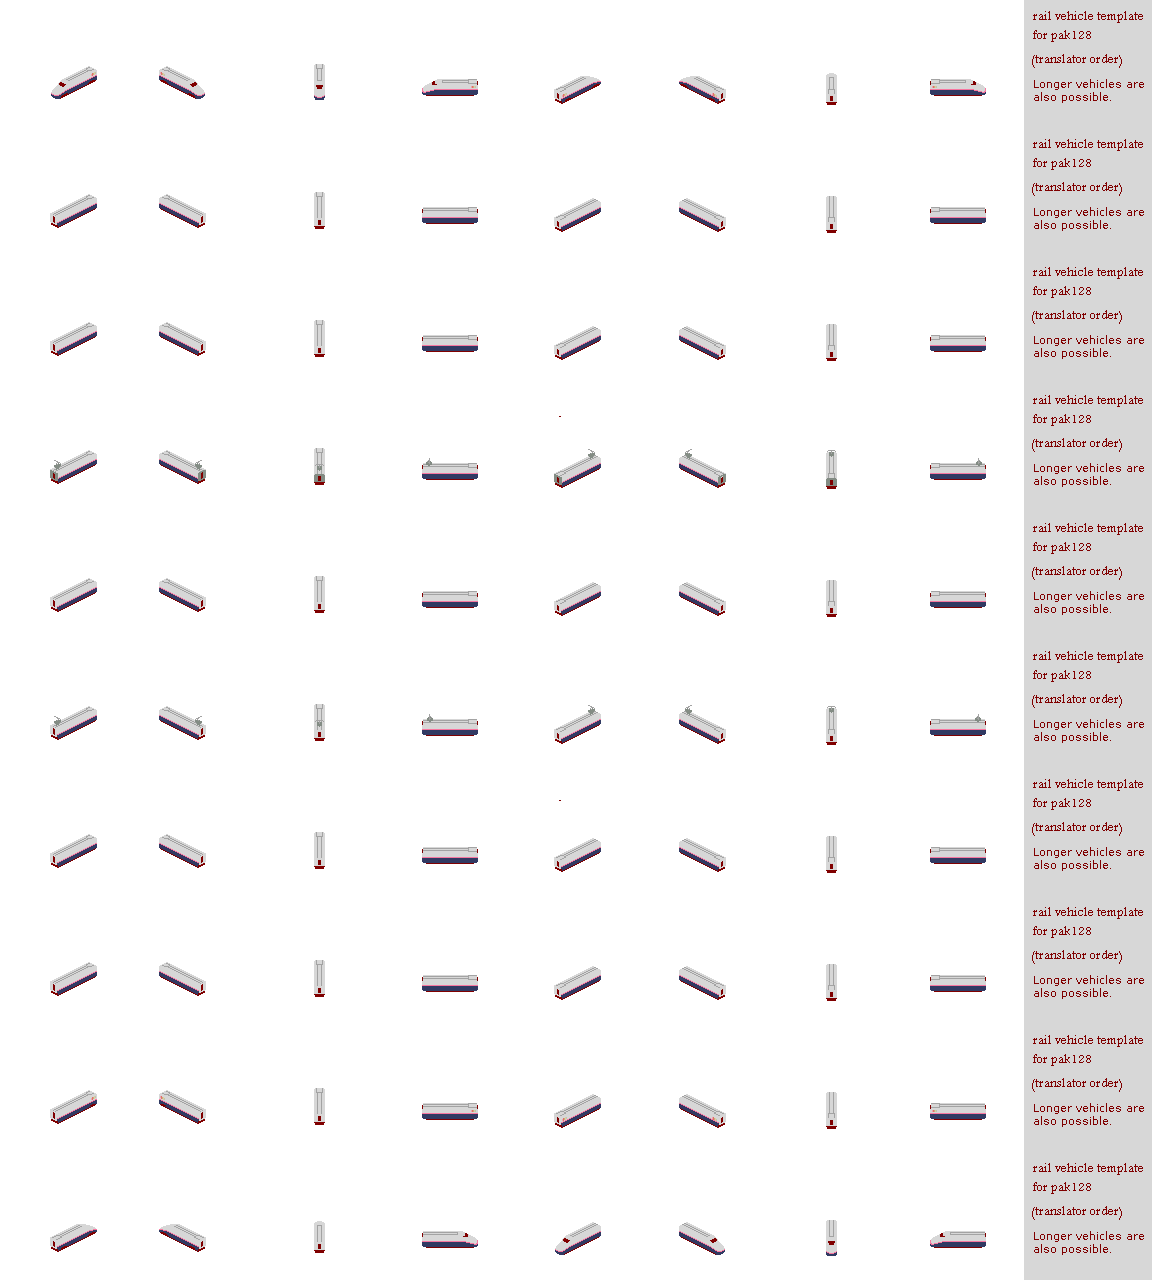 rail vehicle template
for pak128
(translator order)
Longer vehicles are
also possible.
rail vehicle template
for pak128
(translator order)
Longer vehicles are
also possible.
rail vehicle template
for pak128
(translator order)
Longer vehicles are
also possible.
rail vehicle template
for pak128
(translator order)
Longer vehicles are
also possible.
rail vehicle template
for pak128
(translator order)
Longer vehicles are
also possible.
rail vehicle template
for pak128
(translator order)
Longer vehicles are
also possible.
rail vehicle template
for pak128
(translator order)
Longer vehicles are
also possible.
rail vehicle template
for pak128
(translator order)
Longer vehicles are
also possible.
rail vehicle template
for pak128
(translator order)
Longer vehicles are
also possible.
rail vehicle template
for pak128
(translator order)
Longer vehicles are
also possible.